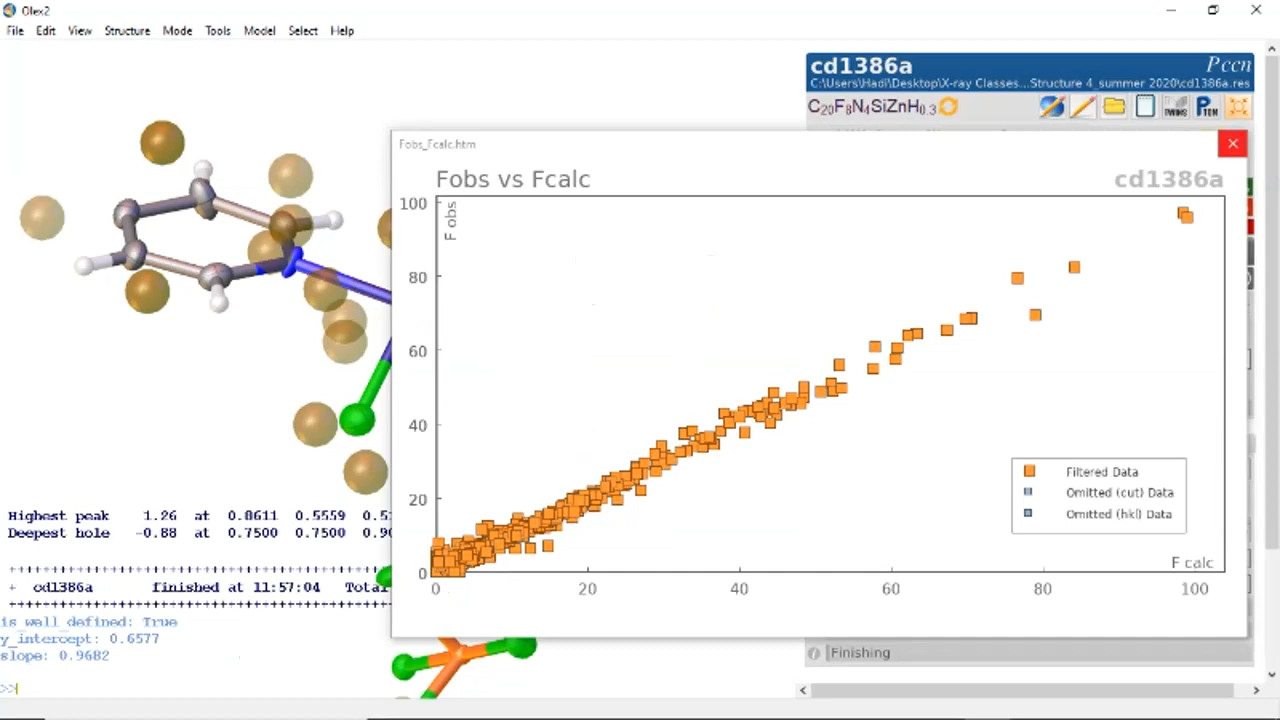 Olex2
File Edit View Structure Mode Tools Model Select Help
cd1386a
Pccn
C:\Users\Hadi\Desktop\X-ray Classes...Structure 4_summer 2020\cd1386a.res
C20F8N4SiZnH0.3
TWINS
Fobs_Fcalc.htm
Fobs vs Fcalc
cd1386a
F obs
100
80
60
40
20
0
0 20 40 60 80 100
F calc
Filtered Data
Omitted (cut) Data
Omitted (hkl) Data
Highest peak 1.26 at 0.8611 0.5559
Deepest hole -0.88 at 0.7500 0.7500
+ cd1386a finished at 11:57:04 Total
is_well_defined: True
y_intercept: 0.6577
slope: 0.9682
>>
Finishing